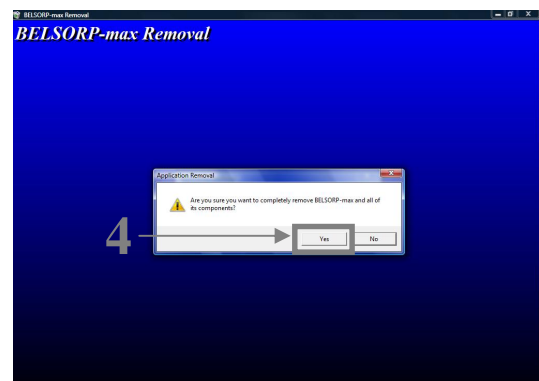 BELSORP-max Removal
BELSORP-max Removal
Application Removal
Are you sure you want to completely remove BELSORP-max and all of
its components?
4
Yes No